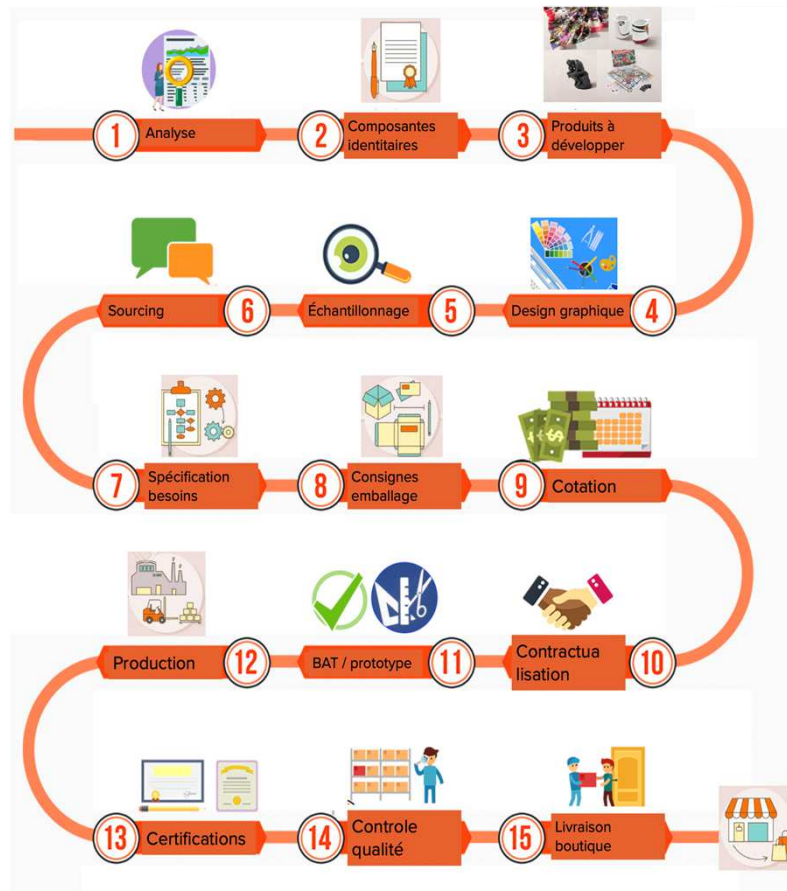 1
Analyse
2
Composantes
identitaires
3
Produits à
développer
4
Design graphique
5
Échantillonnage
6
Sourcing
7
Spécification
besoins
8
Consignes
emballage
9
Cotation
10
Contractua
lisation
11
BAT / prototype
12
Production
13
Certifications
14
Controle
qualité
15
Livraison
boutique